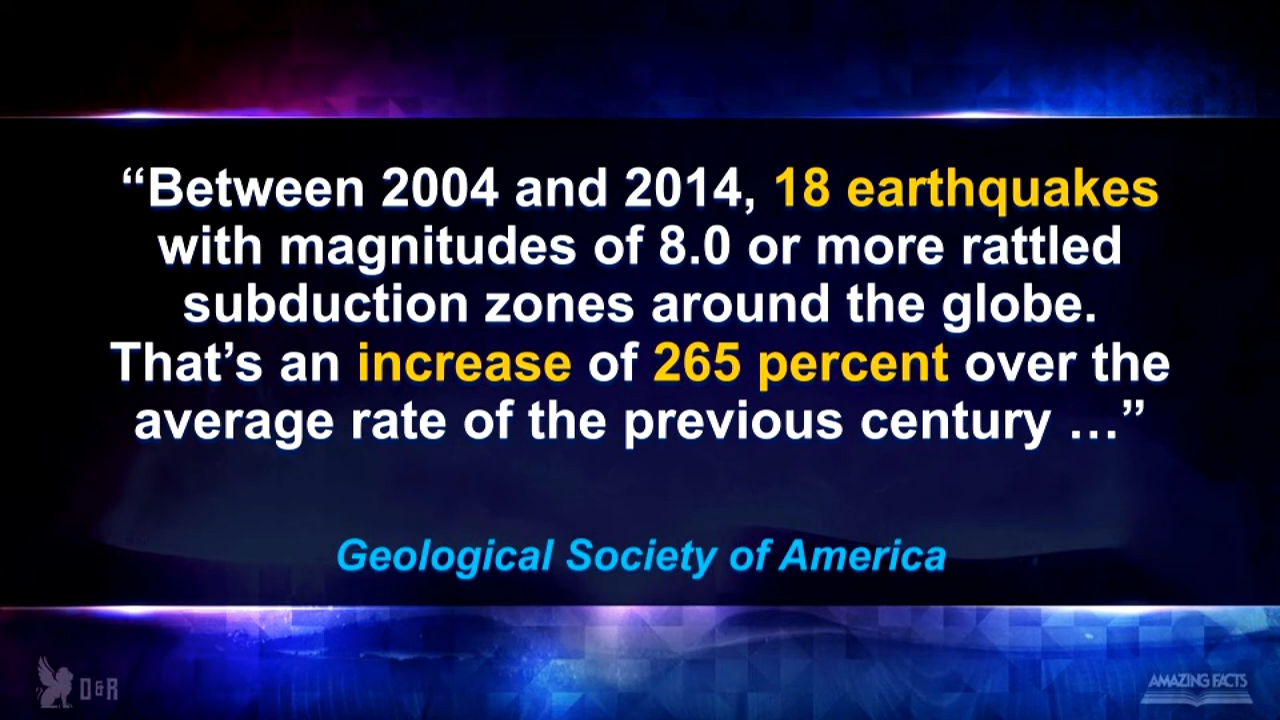 “Between 2004 and 2014, 18 earthquakes
with magnitudes of 8.0 or more rattled
subduction zones around the globe.
That’s an increase of 265 percent over the
average rate of the previous century …”
Geological Society of America
D&R
AMAZING FACTS